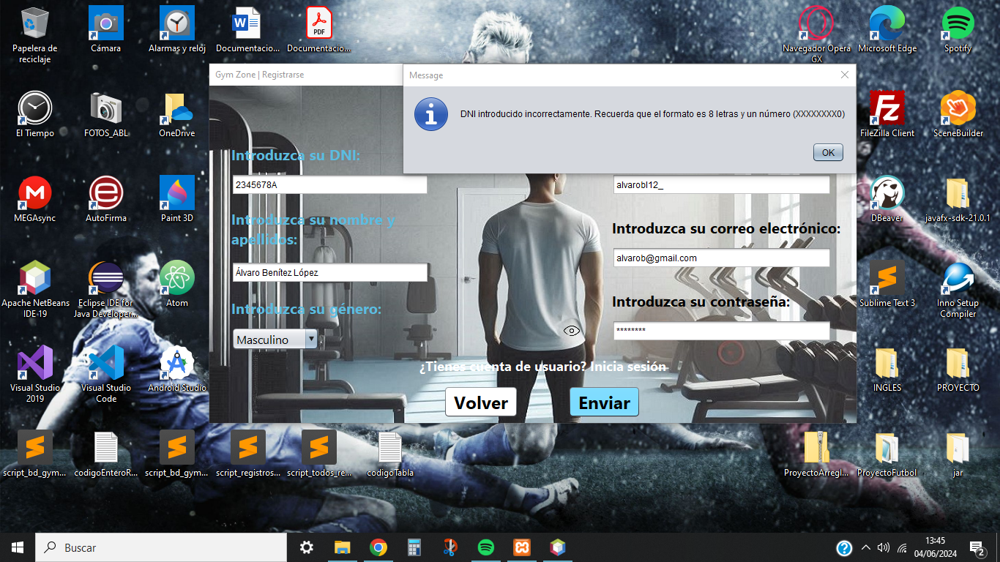 Papelera de
reciclaje
Cámara
Alarmas y reloj
Documentacio...
PDF
Documentacio...
Navegador Opera
GX
Microsoft Edge
Spotify
El Tiempo
FOTOS_ABL
OneDrive
FileZilla Client
SceneBuilder
MEGAsync
AutoFirma
Paint 3D
DBeaver
javafx-sdk-21.0.1
Apache NetBeans
IDE-19
Eclipse IDE for
Java Developer...
Atom
Sublime Text 3
Inno Setup
Compiler
Visual Studio
2019
Visual Studio
Code
Android Studio
INGLES
PROYECTO
script_bd_gym...
codigoEnteroR...
script_bd_gym...
script_registros...
script_todos_re...
codigoTabla
ProyectoArregl...
ProyectoFutbol
jar
Gym Zone | Registrarse
Message
DNI introducido incorrectamente. Recuerda que el formato es 8 letras y un número (XXXXXXXX0)
OK
Introduzca su DNI:
2345678A
Introduzca su nombre y
apellidos:
Álvaro Benítez López
Introduzca su género:
Masculino
alvarobl12_
Introduzca su correo electrónico:
alvarob@gmail.com
Introduzca su contraseña:
********
¿Tienes cuenta de usuario? Inicia sesión
Volver
Enviar
Buscar
13:45
04/06/2024
2